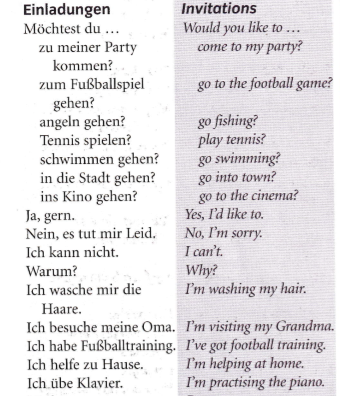 Einladungen Invitations
Möchtest du … Would you like to …
zu meiner Party come to my party?
kommen?
zum Fußballspiel go to the football game?
gehen?
angeln gehen? go fishing?
Tennis spielen? play tennis?
schwimmen gehen? go swimming?
in die Stadt gehen? go into town?
ins Kino gehen? go to the cinema?
Ja, gern. Yes, I'd like to.
Nein, es tut mir Leid. No, I'm sorry.
Ich kann nicht. I can't.
Warum? Why?
Ich wasche mir die I'm washing my hair.
Haare.
Ich besuche meine Oma. I'm visiting my Grandma.
Ich habe Fußballtraining. I've got football training.
Ich helfe zu Hause. I'm helping at home.
Ich übe Klavier. I'm practising the piano.